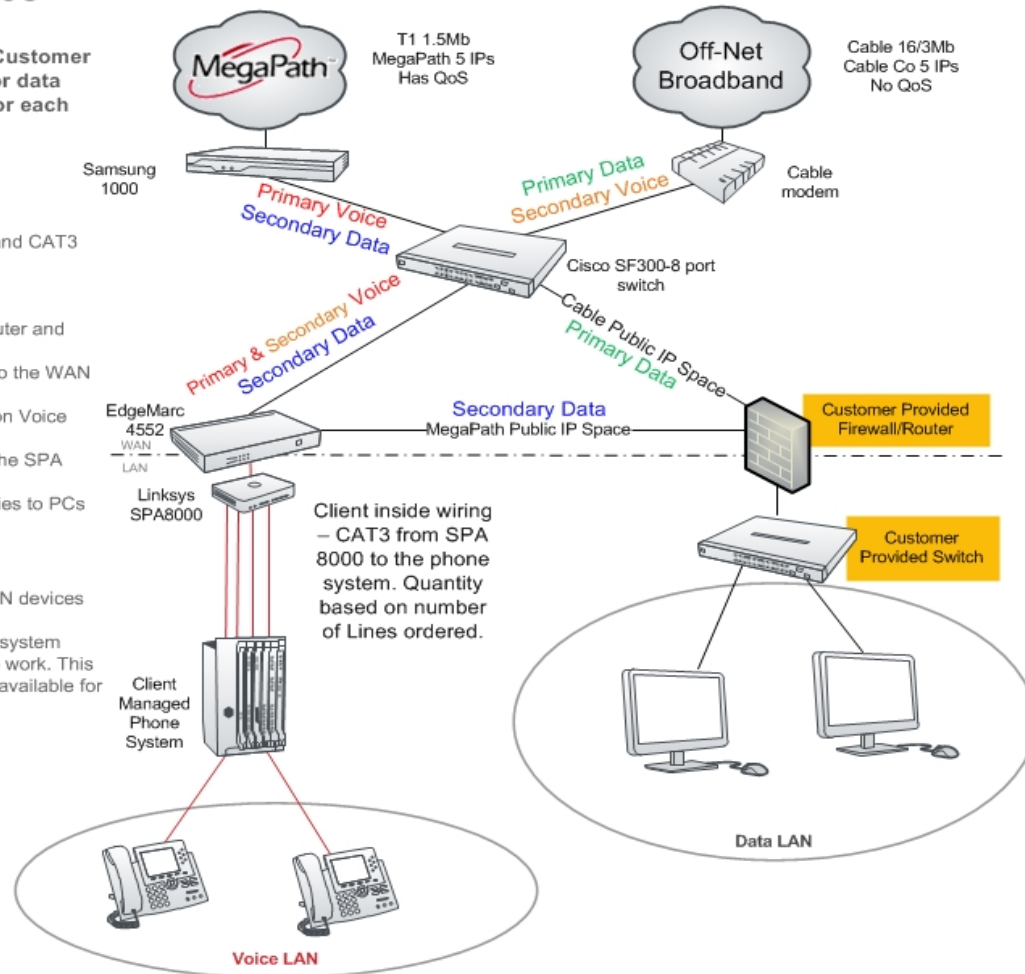 Customer
or data
or each
and CAT3
uter and
o the WAN
on Voice
he SPA
ies to PCs
N devices
system
work. This
available for
MegaPath
T1 1.5Mb
MegaPath 5 IPs
Has QoS
Off-Net
Broadband
Cable 16/3Mb
Cable Co 5 IPs
No QoS
Samsung
1000
Cable
modem
Primary Voice
Secondary Data
Primary Data
Secondary Voice
Cisco SF300-8 port
switch
Primary & Secondary Voice
Secondary Data
Cable Public IP Space
Primary Data
EdgeMarc
4552
WAN
LAN
Secondary Data
MegaPath Public IP Space
Customer Provided
Firewall/Router
Linksys
SPA8000
Client inside wiring
– CAT3 from SPA
8000 to the phone
system. Quantity
based on number
of Lines ordered.
Customer
Provided Switch
Client
Managed
Phone
System
Data LAN
Voice LAN